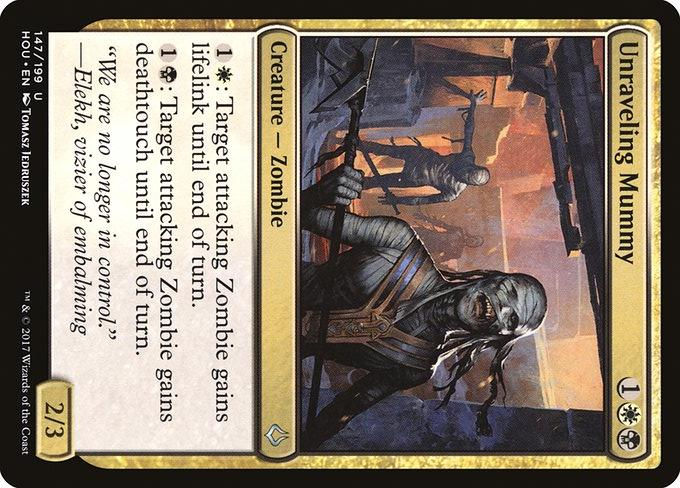 Unraveling Mummy
1
Creature — Zombie
1 : Target attacking Zombie gains
lifelink until end of turn.
1 : Target attacking Zombie gains
deathtouch until end of turn.
“We are no longer in control.”
—Elekh, vizier of embalming
2/3
147/199 U
HOU • EN Tomasz Jedruszek
™ & © 2017 Wizards of the Coast